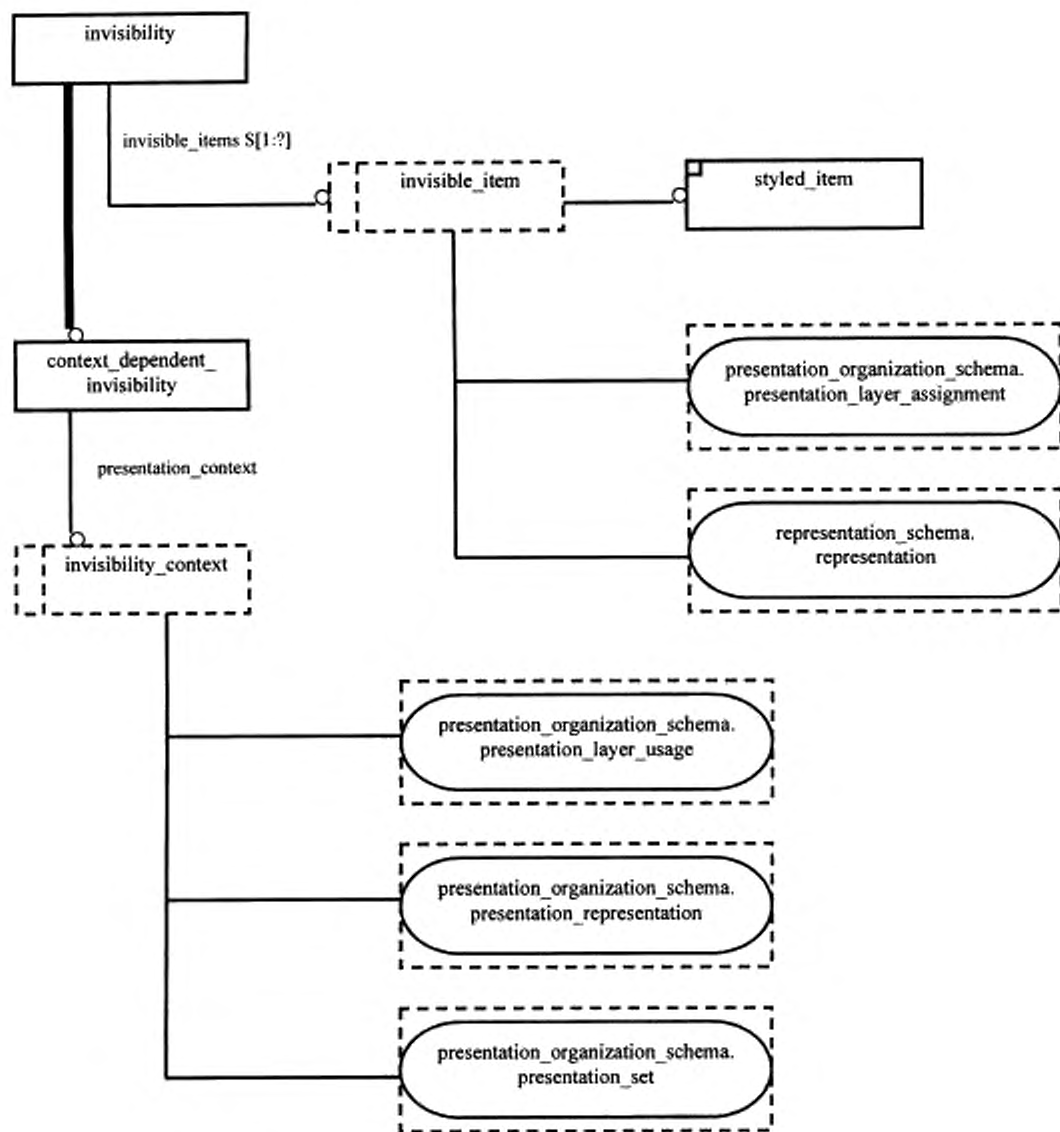 invisibility
invisible_items S[1:?]
invisible_item
styled_item
context_dependent_
invisibility
presentation_organization_schema.
presentation_layer_assignment
presentation_context
representation_schema.
representation
invisibility_context
presentation_organization_schema.
presentation_layer_usage
presentation_organization_schema.
presentation_representation
presentation_organization_schema.
presentation_set